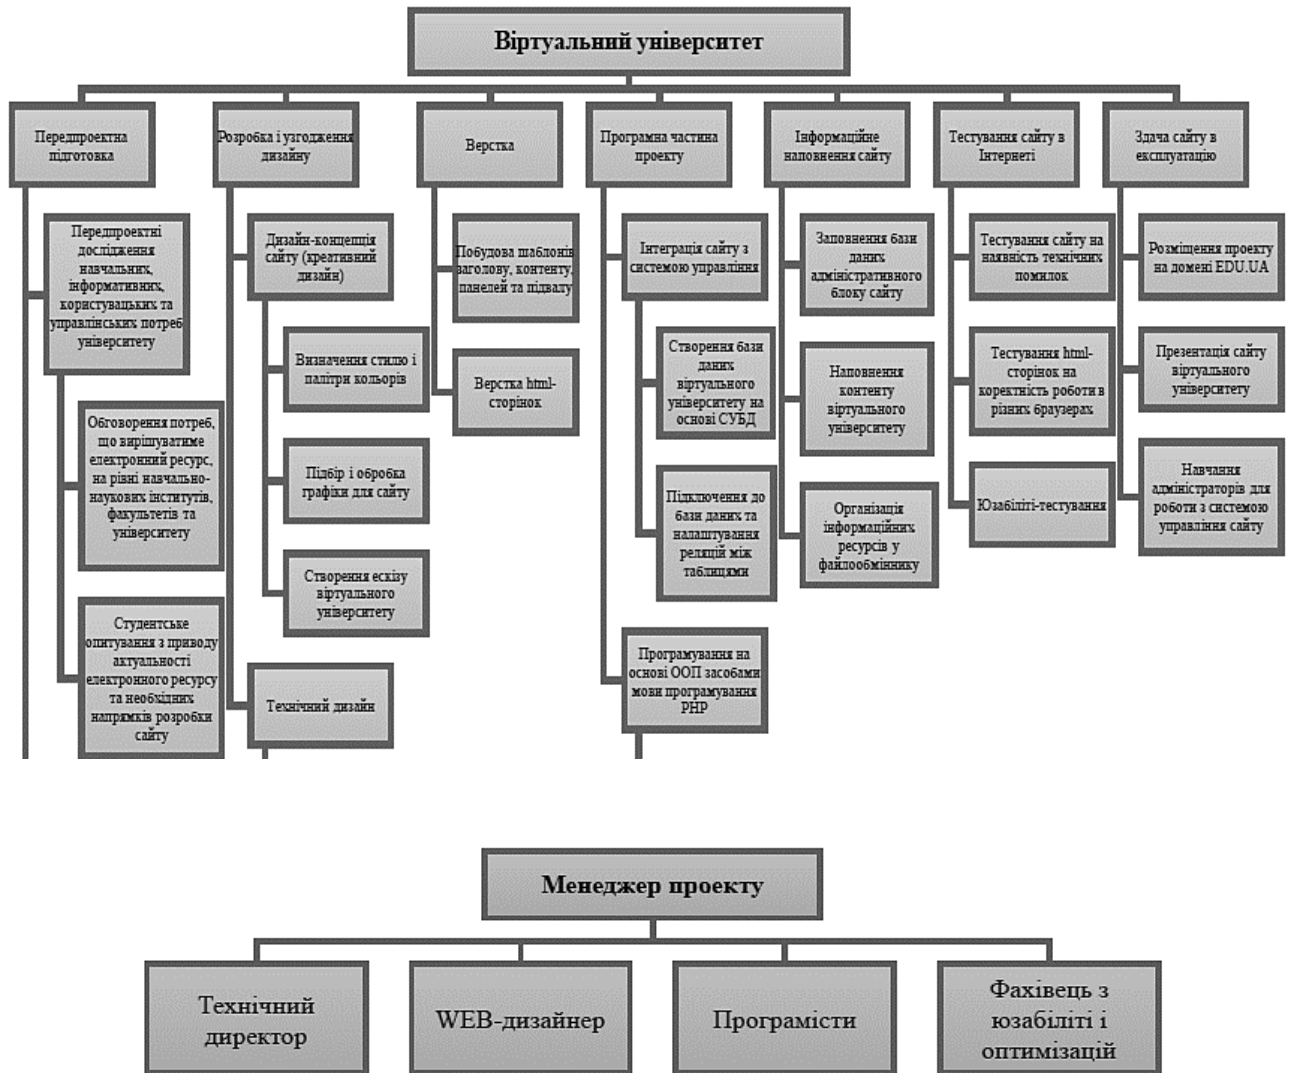 Віртуальний університет
Передпроектна
підготовка
Розробка і узгодження
дизайну
Верстка
Програмна частина
проекту
Інформаційне
наповнення сайту
Тестування сайту в
Інтернеті
Здача сайту в
експлуатацію
Передпроектні
дослідження
навчальних,
інформативних,
користувацьких та
управлінських потреб
університету
Обговорення потреб,
що вирішуватиме
електронний ресурс,
на рівні навчально-
наукових інститутів,
факультетів та
університету
Студентське
опитування з приводу
актуальності
електронного ресурсу
та необхідних
напрямків розробки
сайту
Дизайн-концепція
сайту (креативний
дизайн)
Визначення стилю і
палітри кольорів
Підбір і обробка
графіки для сайту
Створення ескізу
віртуального
університету
Технічний дизайн
Побудова шаблонів
заголову, контенту,
панелей та підвалу
Верстка html-
сторінок
Інтеграція сайту з
системою управління
Створення бази
даних
віртуального
університету на
основі СУБД
Підключення до
бази даних та
налаштування
реляцій між
таблицями
Програмування на
основі ООП засобами
мови програмування
PHP
Заповнення бази
даних
адміністративного
блоку сайту
Наповнення
контенту
віртуального
університету
Організація
інформаційних
ресурсів у
файлообміннику
Тестування сайту на
наявність технічних
помилок
Тестування html-
сторінок на
коректність роботи в
різних браузерах
Юзабіліті-тестування
Розміщення проекту
на домені EDU.UA
Презентація сайту
віртуального
університету
Навчання
адміністраторів для
роботи з системою
управління сайту
Менеджер проекту
Технічний
директор
WEB-дизайнер
Програмісти
Фахівець з
юзабіліті і
оптимізацій